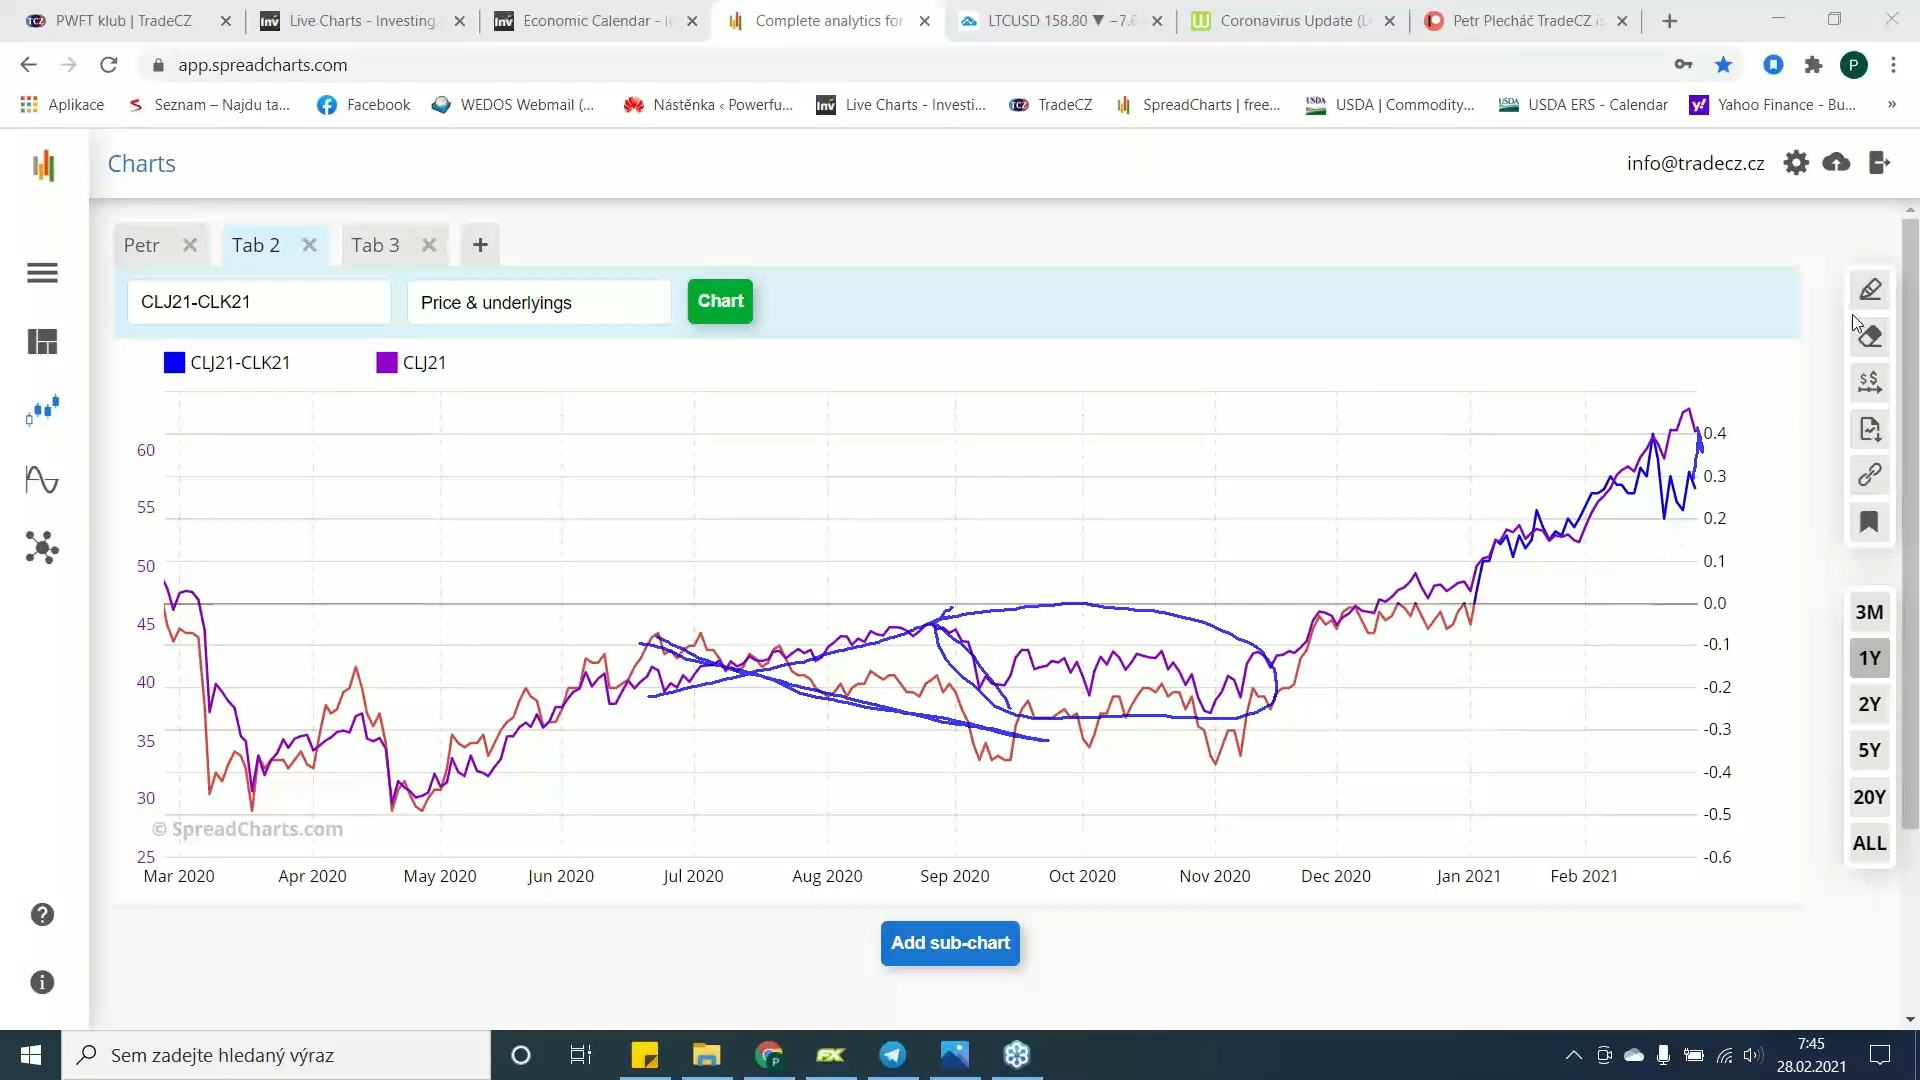 PWFT klub | TradeCZ
Live Charts - Investing.
Economic Calendar - I
Complete analytics for
LTCUSD 158.80 ▼ −7.6
Coronavirus Update (L
Petr Plecháč TradeCZ is
app.spreadcharts.com
P
Aplikace
Seznam – Najdu ta...
Facebook
WEDOS Webmail (...
Nástěnka ‹ Powerfu...
Live Charts - Investi...
TradeCZ
SpreadCharts | free...
USDA | Commodity...
USDA ERS - Calendar
Yahoo Finance - Bu...
»
Charts
info@tradecz.cz
Petr
Tab 2
Tab 3
+
CLJ21-CLK21
Price & underlyings
Chart
CLJ21-CLK21
CLJ21
60
55
50
45
40
35
30
25
0.4
0.3
0.2
0.1
0.0
-0.1
-0.2
-0.3
-0.4
-0.5
-0.6
© SpreadCharts.com
Mar 2020
Apr 2020
May 2020
Jun 2020
Jul 2020
Aug 2020
Sep 2020
Oct 2020
Nov 2020
Dec 2020
Jan 2021
Feb 2021
$$
3M
1Y
2Y
5Y
20Y
ALL
Add sub-chart
Sem zadejte hledaný výraz
FX
7:45
28.02.2021